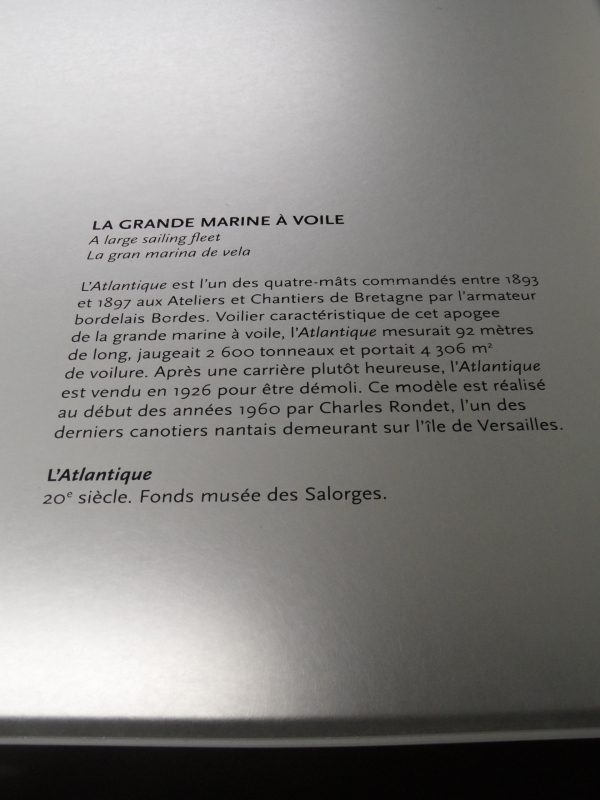 LA GRANDE MARINE À VOILE
A large sailing fleet
La gran marina de vela
L'Atlantique est l'un des quatre-mâts commandés entre 1893
et 1897 aux Ateliers et Chantiers de Bretagne par l'armateur
bordelais Bordes. Voilier caractéristique de cet apogee
de la grande marine à voile, l'Atlantique mesurait 92 mètres
de long, jaugeait 2 600 tonneaux et portait 4 306 m²
de voilure. Après une carrière plutôt heureuse, l'Atlantique
est vendu en 1926 pour être démoli. Ce modèle est réalisé
au début des années 1960 par Charles Rondet, l'un des
derniers canotiers nantais demeurant sur l'île de Versailles.
L'Atlantique
20e siècle. Fonds musée des Salorges.